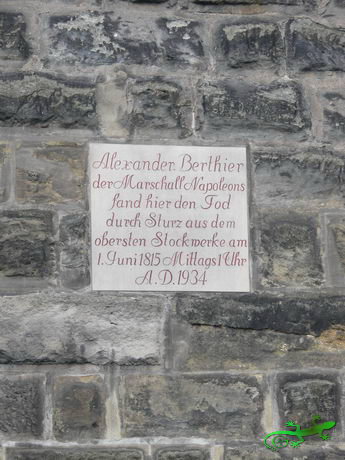 Alexander Berthier
der Marschall Napoleons
fand hier den Tod
durch Sturz aus dem
obersten Stockwerke am
1. Juni 1815 Mittags 1 Uhr
A.D. 1934